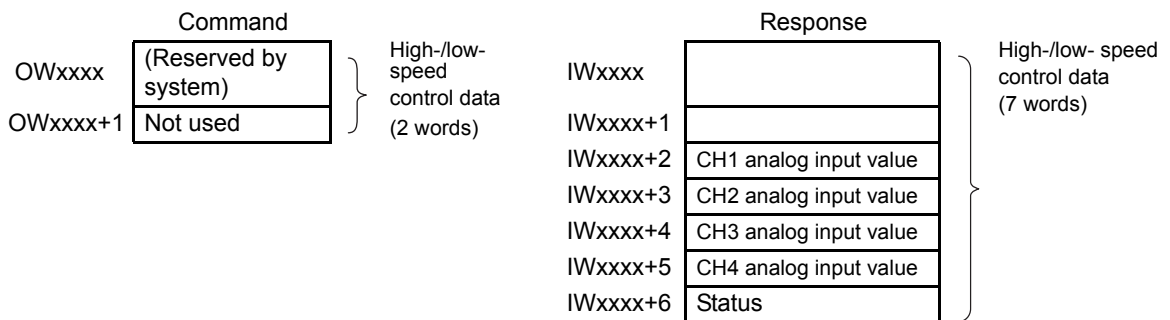 Command
OWxxxx
(Reserved by
system)
OWxxxx+1
Not used
High-/low-
speed
control data
(2 words)
Response
IWxxxx
IWxxxx+1
IWxxxx+2
CH1 analog input value
IWxxxx+3
CH2 analog input value
IWxxxx+4
CH3 analog input value
IWxxxx+5
CH4 analog input value
IWxxxx+6
Status
High-/low- speed
control data
(7 words)